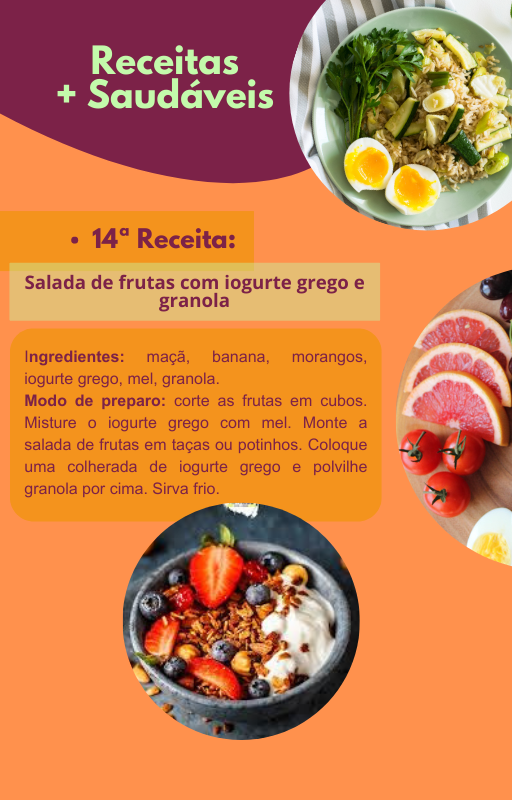 Receitas
+ Saudáveis
• 14ª Receita:
Salada de frutas com iogurte grego e
granola
Ingredientes: maçã, banana, morangos,
iogurte grego, mel, granola.
Modo de preparo: corte as frutas em cubos.
Misture o iogurte grego com mel. Monte a
salada de frutas em taças ou potinhos. Coloque
uma colherada de iogurte grego e polvilhe
granola por cima. Sirva frio.